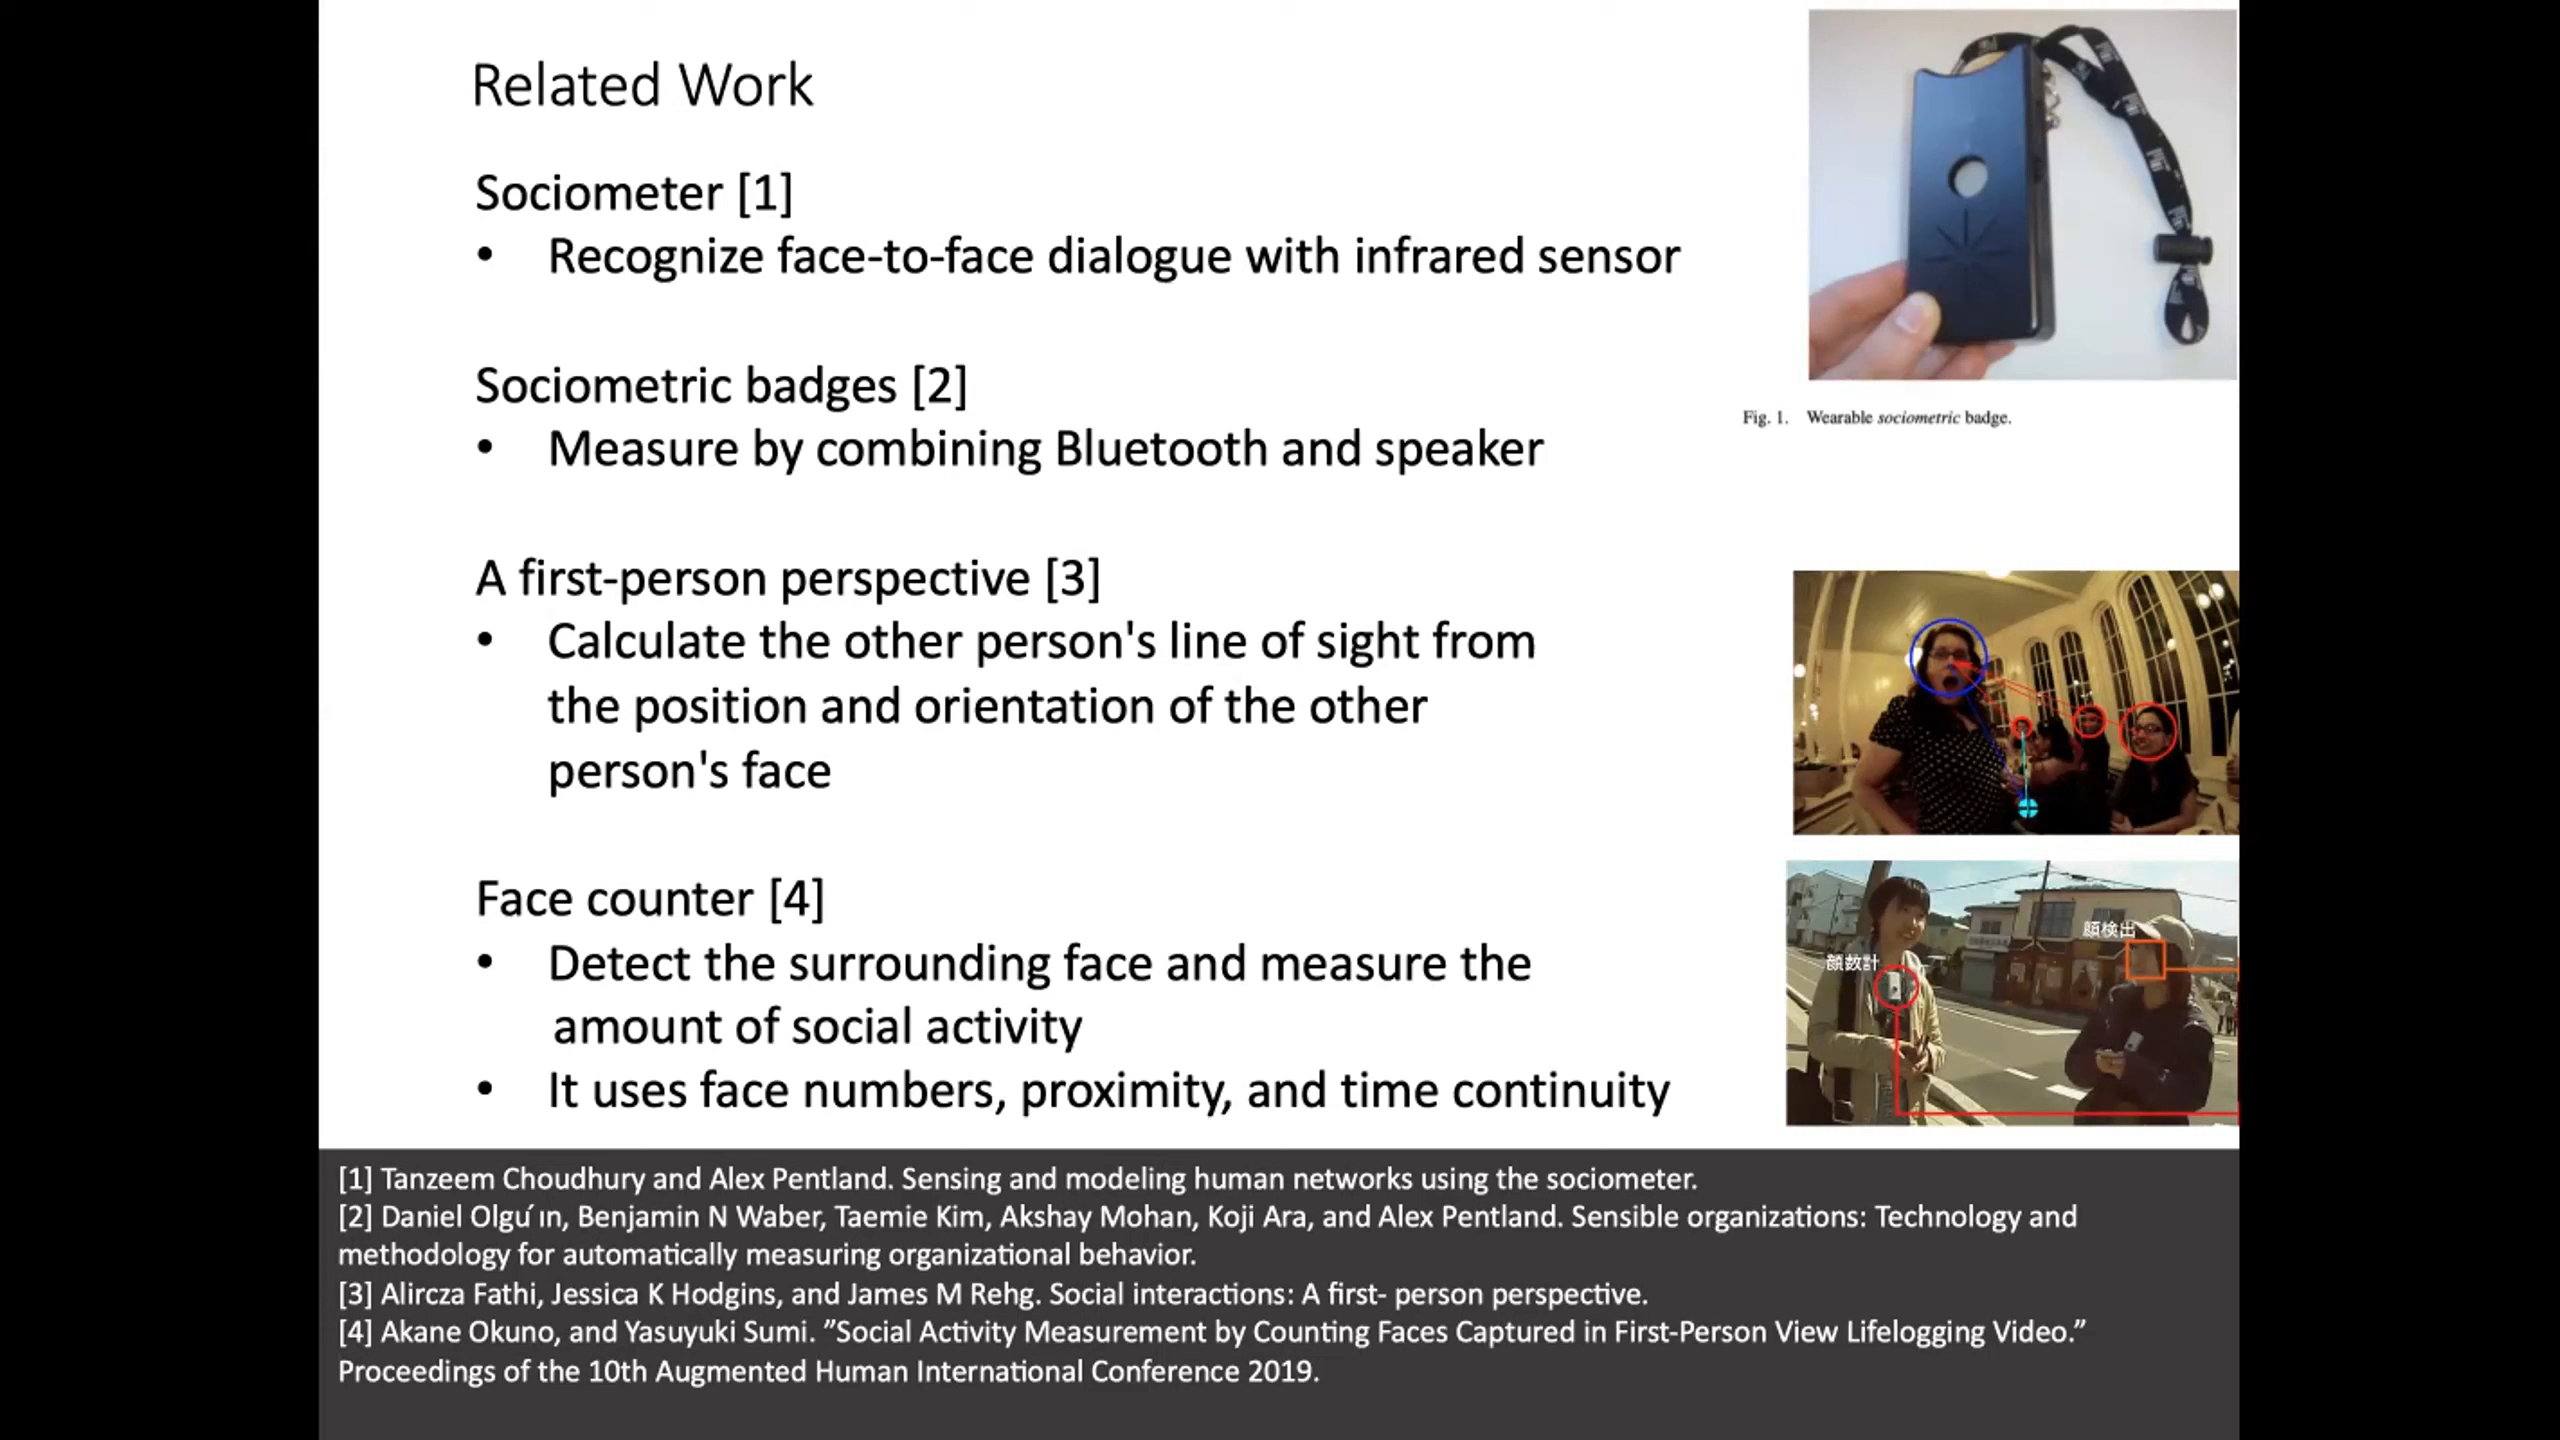 Related Work
Sociometer [1]
• Recognize face-to-face dialogue with infrared sensor
Sociometric badges [2]
• Measure by combining Bluetooth and speaker
Fig. 1. Wearable sociometric badge.
A first-person perspective [3]
• Calculate the other person's line of sight from
the position and orientation of the other
person's face
Face counter [4]
• Detect the surrounding face and measure the
amount of social activity
• It uses face numbers, proximity, and time continuity
顔検出
顔数計
[1] Tanzeem Choudhury and Alex Pentland. Sensing and modeling human networks using the sociometer.
[2] Daniel Olgu´ın, Benjamin N Waber, Taemie Kim, Akshay Mohan, Koji Ara, and Alex Pentland. Sensible organizations: Technology and
methodology for automatically measuring organizational behavior.
[3] Alircza Fathi, Jessica K Hodgins, and James M Rehg. Social interactions: A first- person perspective.
[4] Akane Okuno, and Yasuyuki Sumi. ”Social Activity Measurement by Counting Faces Captured in First-Person View Lifelogging Video.”
Proceedings of the 10th Augmented Human International Conference 2019.